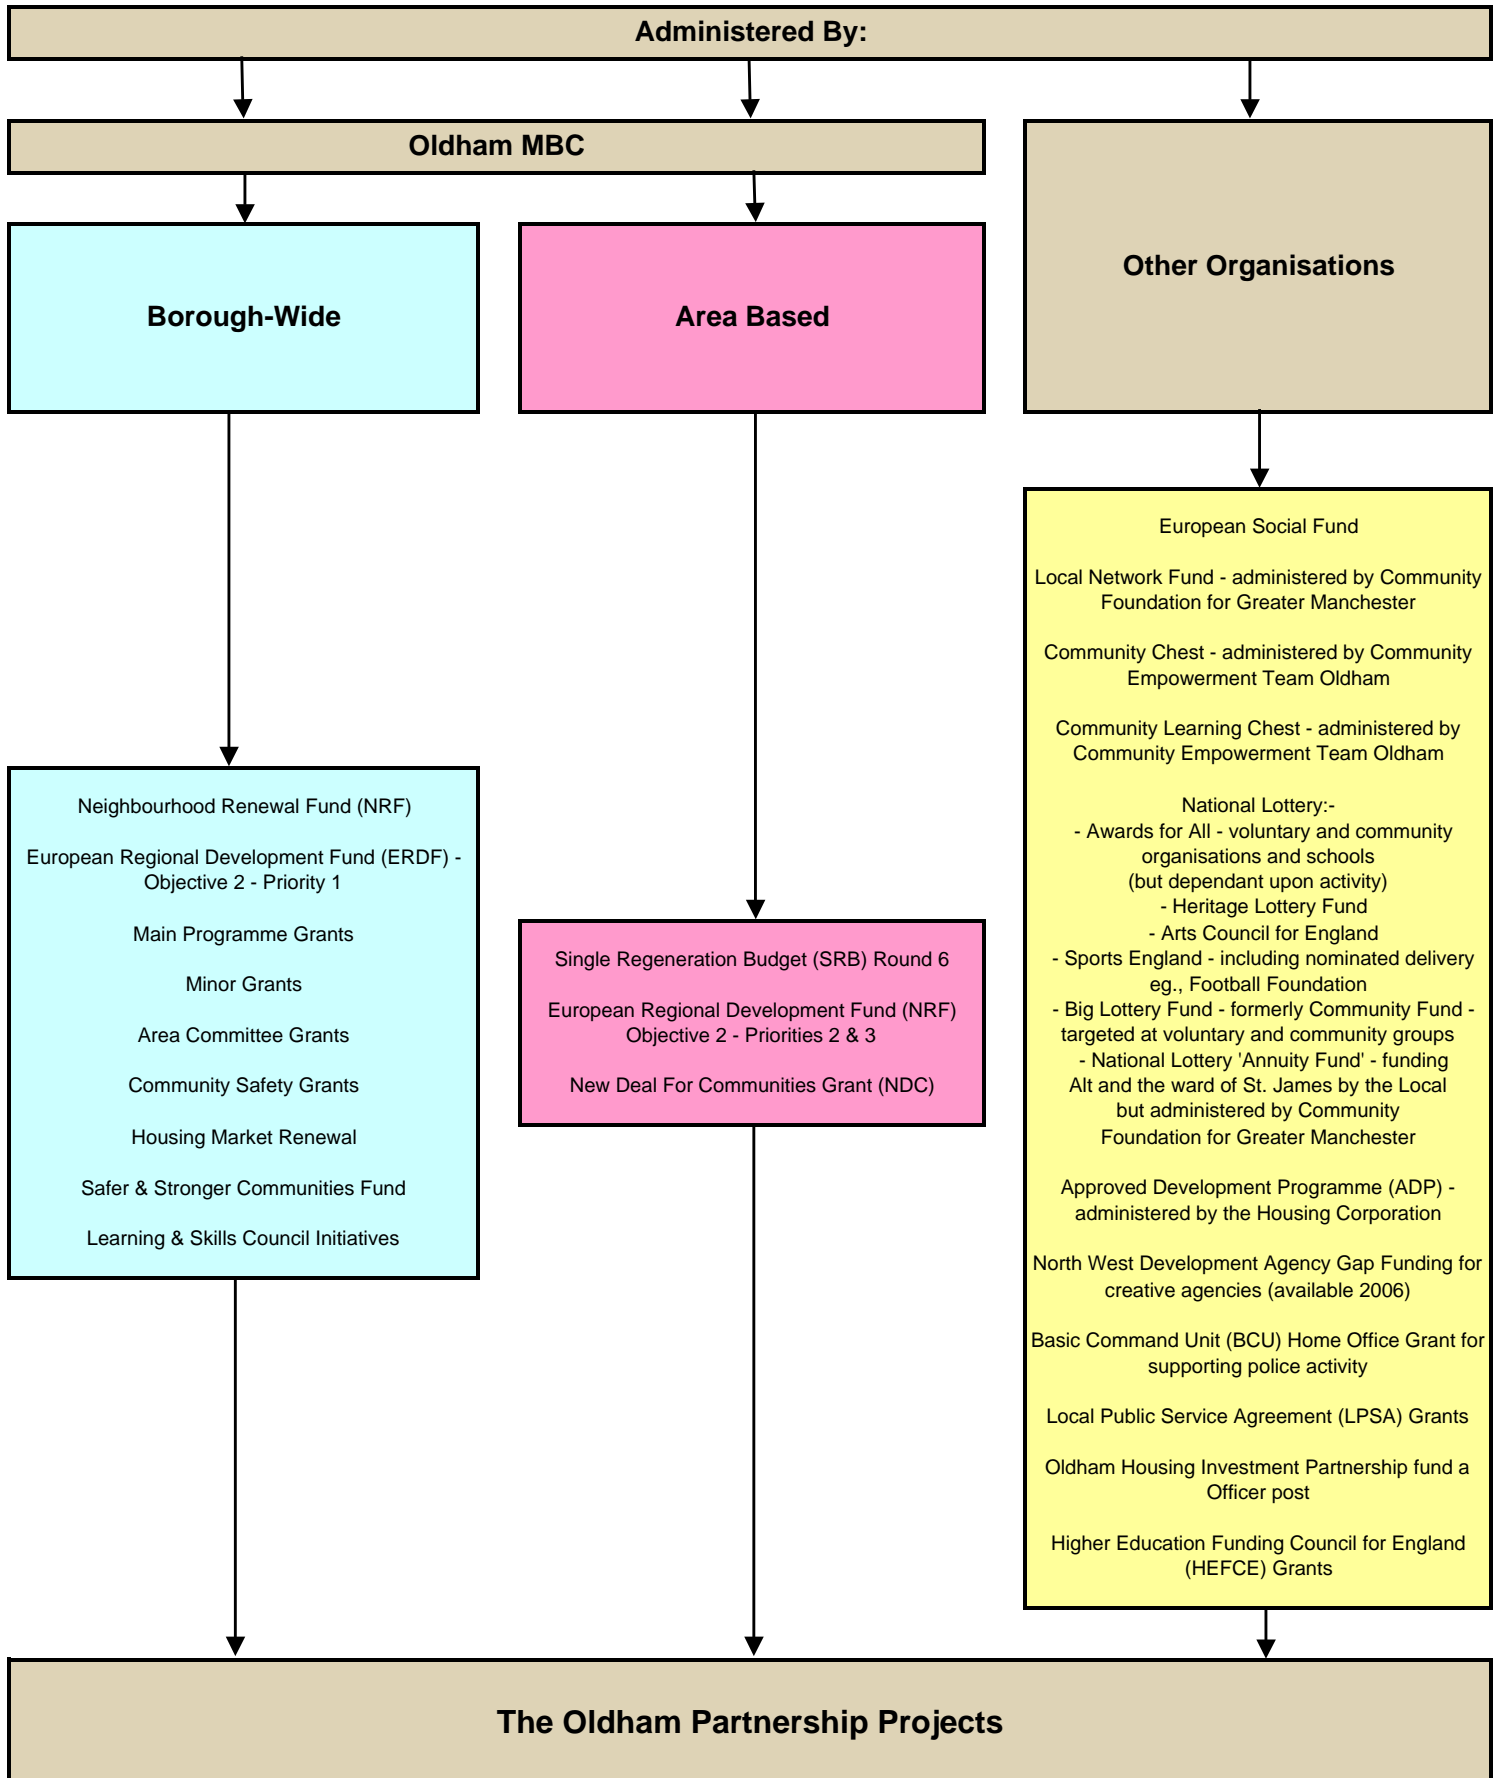 Administered By:
Oldham MBC
Other Organisations
Borough-Wide
Area Based
European Social Fund
Local Network Fund - administered by Community
Foundation for Greater Manchester
Community Chest - administered by Community
Empowerment Team Oldham
Community Learning Chest - administered by
Community Empowerment Team Oldham
National Lottery:-
- Awards for All - voluntary and community
organisations and schools
(but dependant upon activity)
- Heritage Lottery Fund
- Arts Council for England
- Sports England - including nominated delivery
eg., Football Foundation
- Big Lottery Fund - formerly Community Fund -
targeted at voluntary and community groups
- National Lottery 'Annuity Fund' - funding
Alt and the ward of St. James by the Local
but administered by Community
Foundation for Greater Manchester
Approved Development Programme (ADP) -
administered by the Housing Corporation
North West Development Agency Gap Funding for
creative agencies (available 2006)
Basic Command Unit (BCU) Home Office Grant for
supporting police activity
Local Public Service Agreement (LPSA) Grants
Oldham Housing Investment Partnership fund a
Officer post
Higher Education Funding Council for England
(HEFCE) Grants
Neighbourhood Renewal Fund (NRF)
European Regional Development Fund (ERDF) -
Objective 2 - Priority 1
Main Programme Grants
Minor Grants
Area Committee Grants
Community Safety Grants
Housing Market Renewal
Safer & Stronger Communities Fund
Learning & Skills Council Initiatives
Single Regeneration Budget (SRB) Round 6
European Regional Development Fund (NRF)
Objective 2 - Priorities 2 & 3
New Deal For Communities Grant (NDC)
The Oldham Partnership Projects